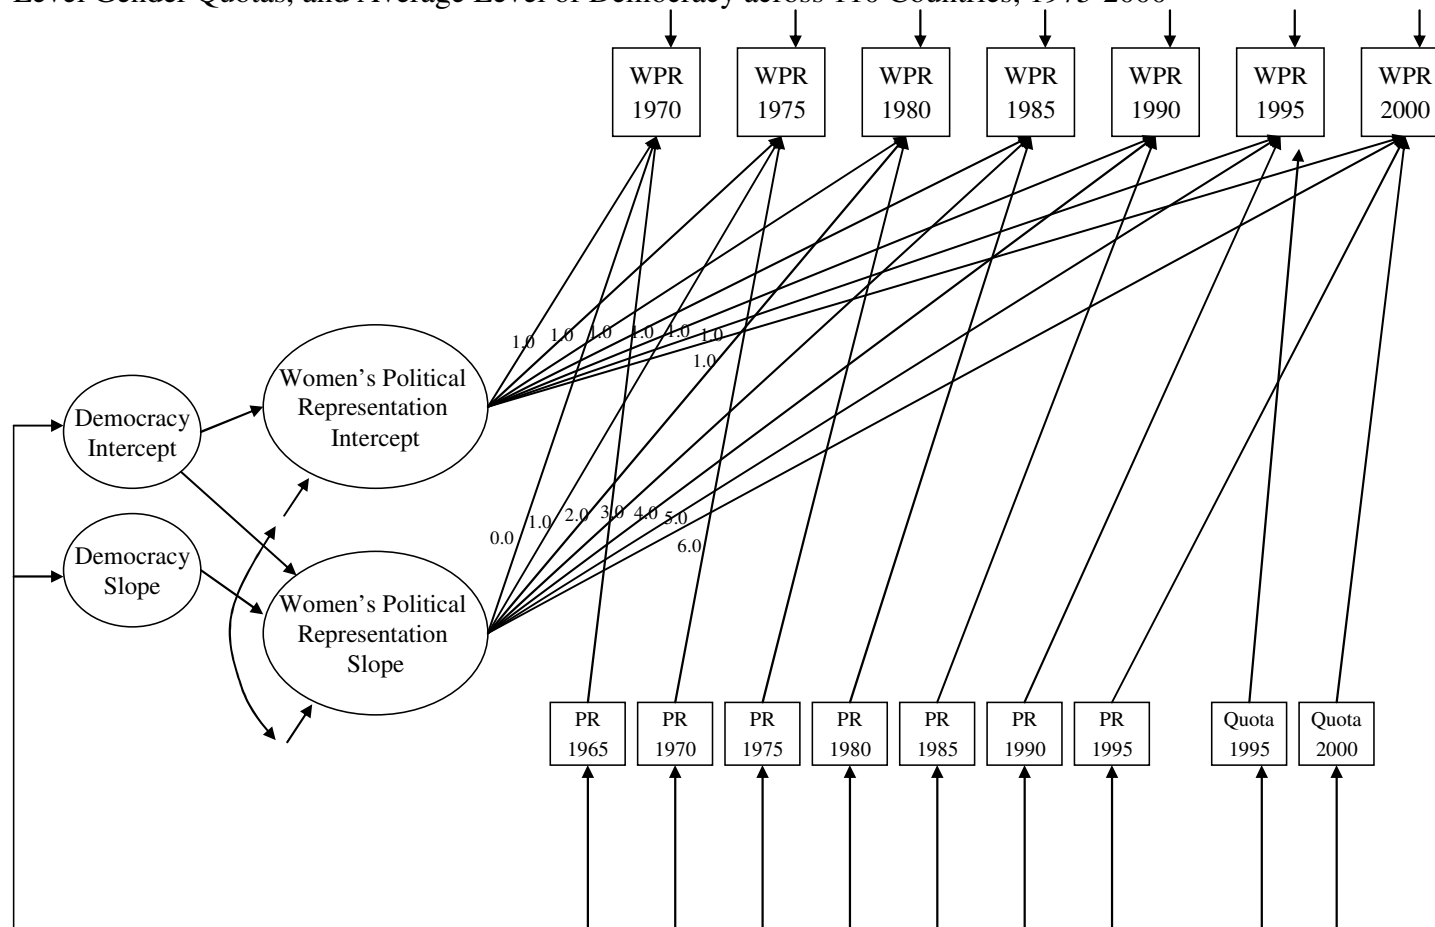 Level Gender Quotas, and Average Level of Democracy across 110 Countries, 1975-2000
WPR
1970
WPR
1975
WPR
1980
WPR
1985
WPR
1990
WPR
1995
WPR
2000
1.0
1.0
1.0
1.0
1.0
1.0
1.0
Women's Political
Representation
Intercept
Democracy
Intercept
Democracy
Slope
Women's Political
Representation
Slope
0.0
1.0
2.0
3.0
4.0
5.0
6.0
PR
1965
PR
1970
PR
1975
PR
1980
PR
1985
PR
1990
PR
1995
Quota
1995
Quota
2000